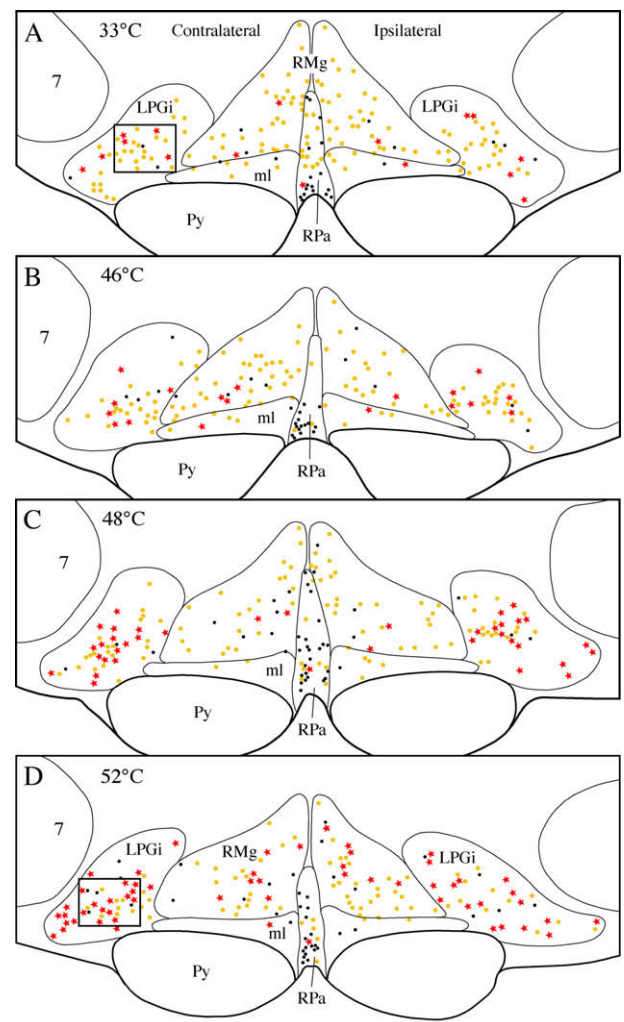 A 33°C Contralateral Ipsilateral
RMg
7 LPGi LPGi
ml
Py RPa
B 46°C
7
ml
Py RPa
C 48°C
7
ml
Py RPa
D 52°C
7 LPGi RMg LPGi
ml
Py RPa